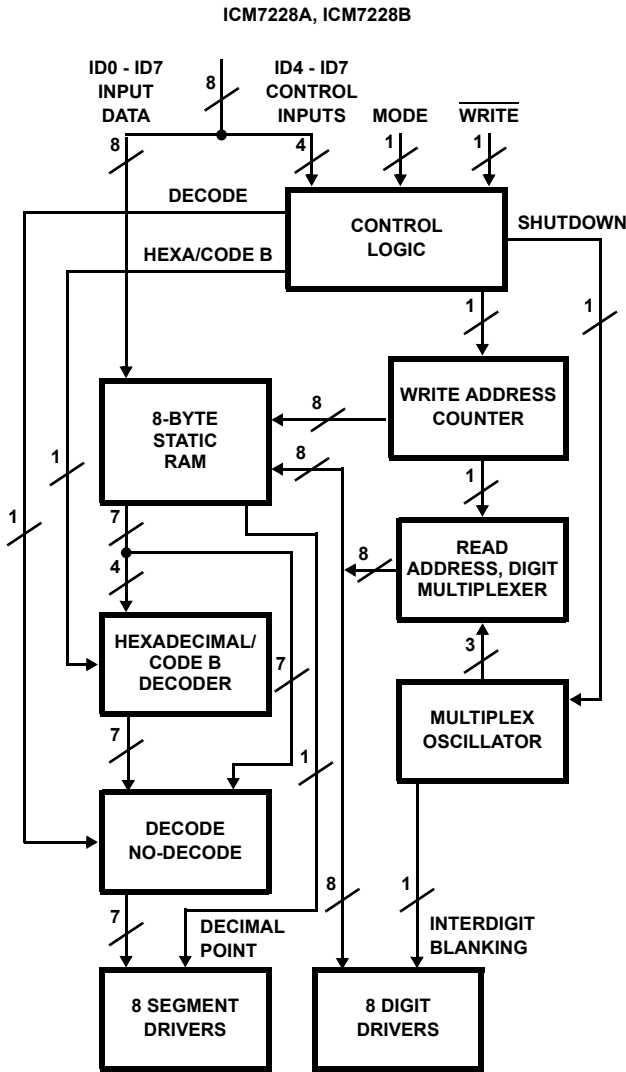 ICM7228A, ICM7228B
ID0 - ID7
INPUT
DATA
8
ID4 - ID7
CONTROL
INPUTS
MODE
WRITE
8
4
1
1
DECODE
CONTROL
LOGIC
SHUTDOWN
HEXA/CODE B
1
1
8-BYTE
STATIC
RAM
8
WRITE ADDRESS
COUNTER
8
1
1
1
7
4
8
READ
ADDRESS, DIGIT
MULTIPLEXER
HEXADECIMAL/
CODE B
DECODER
7
3
7
1
MULTIPLEX
OSCILLATOR
DECODE
NO-DECODE
8
1
7
DECIMAL
POINT
INTERDIGIT
BLANKING
8 SEGMENT
DRIVERS
8 DIGIT
DRIVERS